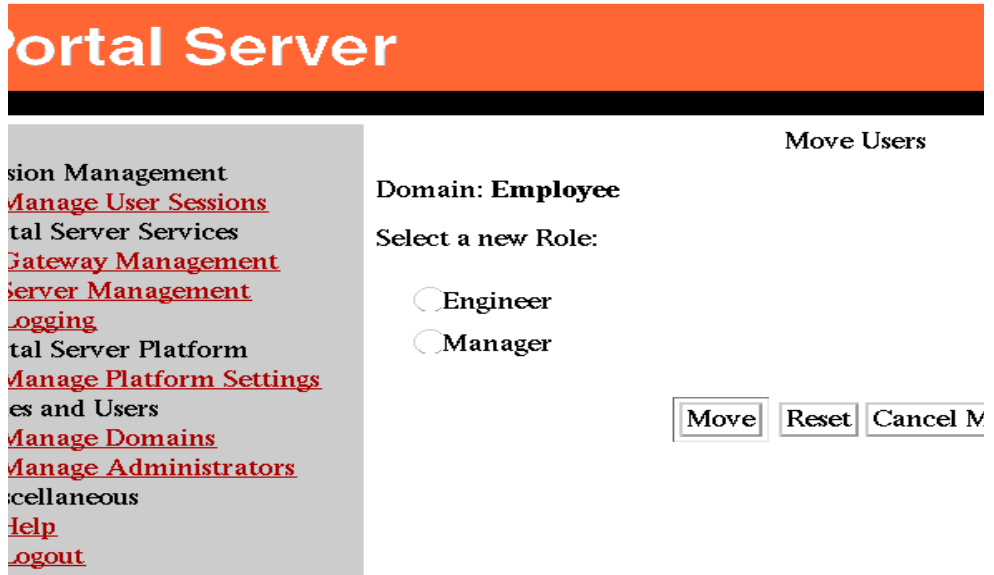 ortal Server
Move Users
sion Management
Manage User Sessions
tal Server Services
Gateway Management
Server Management
Logging
tal Server Platform
Manage Platform Settings
es and Users
Manage Domains
Manage Administrators
scellaneous
Help
Logout
Domain: Employee
Select a new Role:
Engineer
Manager
Move Reset Cancel M